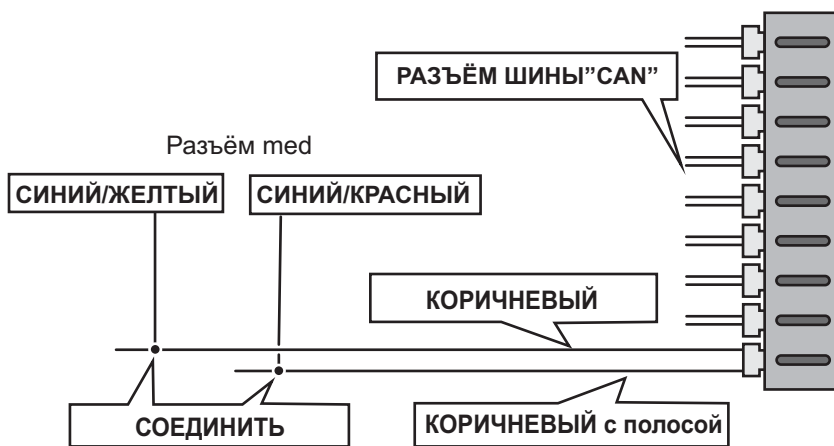 РАЗЪЁМ ШИНЫ”CAN”
Разъём med
СИНИЙ/ЖЕЛТЫЙ
СИНИЙ/КРАСНЫЙ
КОРИЧНЕВЫЙ
СОЕДИНИТЬ
КОРИЧНЕВЫЙ с полосой